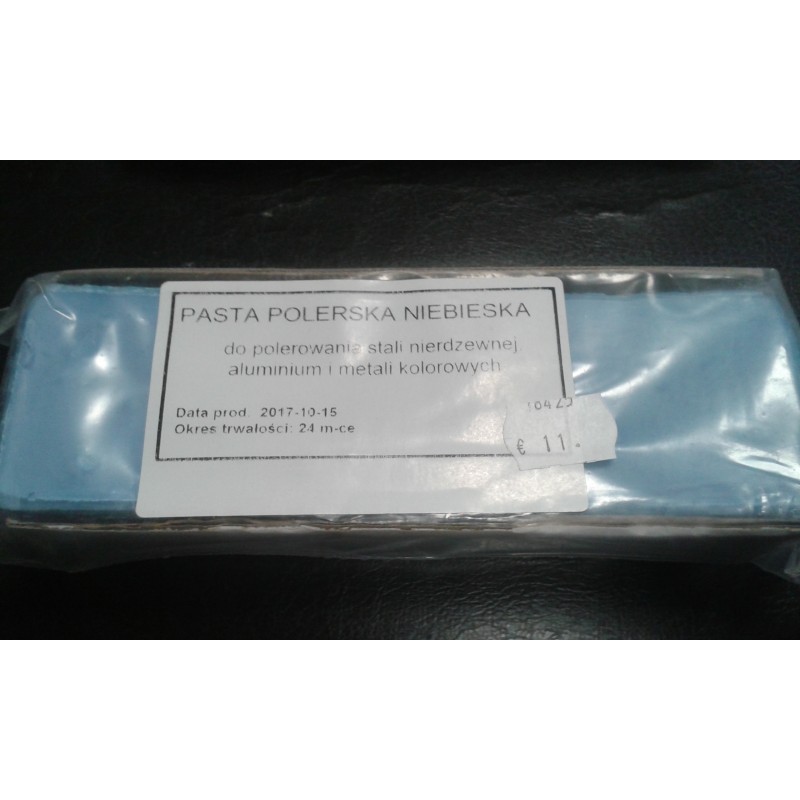 PASTA POLERSKA NIEBIESKA
do polerowania stali nierdzewnej,
aluminium i metali kolorowych
Data prod. 2017-10-15
Okres trwałości: 24 m-ce
€ 11.-